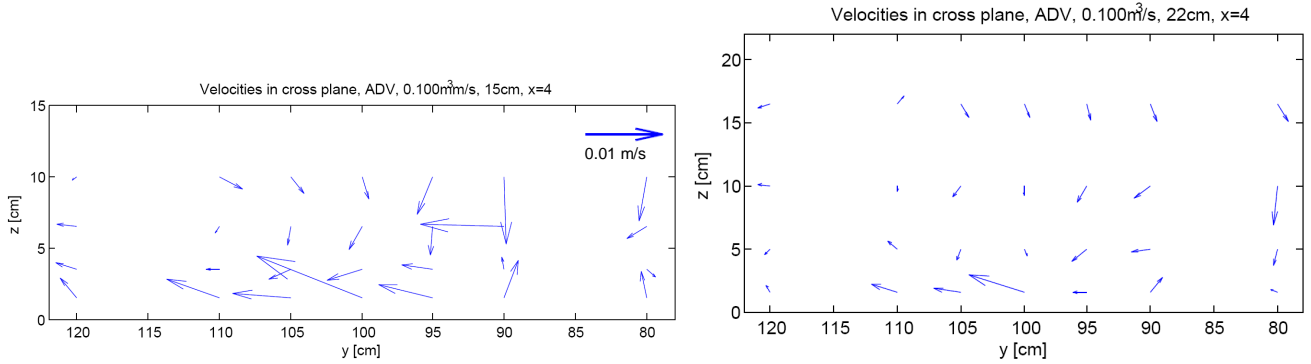 Velocities in cross plane, ADV, 0.100m³m/s, 15cm, x=4
15
10
5
0
z [cm]
0.01 m/s
120 115 110 105 100 95 90 85 80
y [cm]
Velocities in cross plane, ADV, 0.100m³/s, 22cm, x=4
20
15
10
5
0
z [cm]
120 115 110 105 100 95 90 85 80
y [cm]